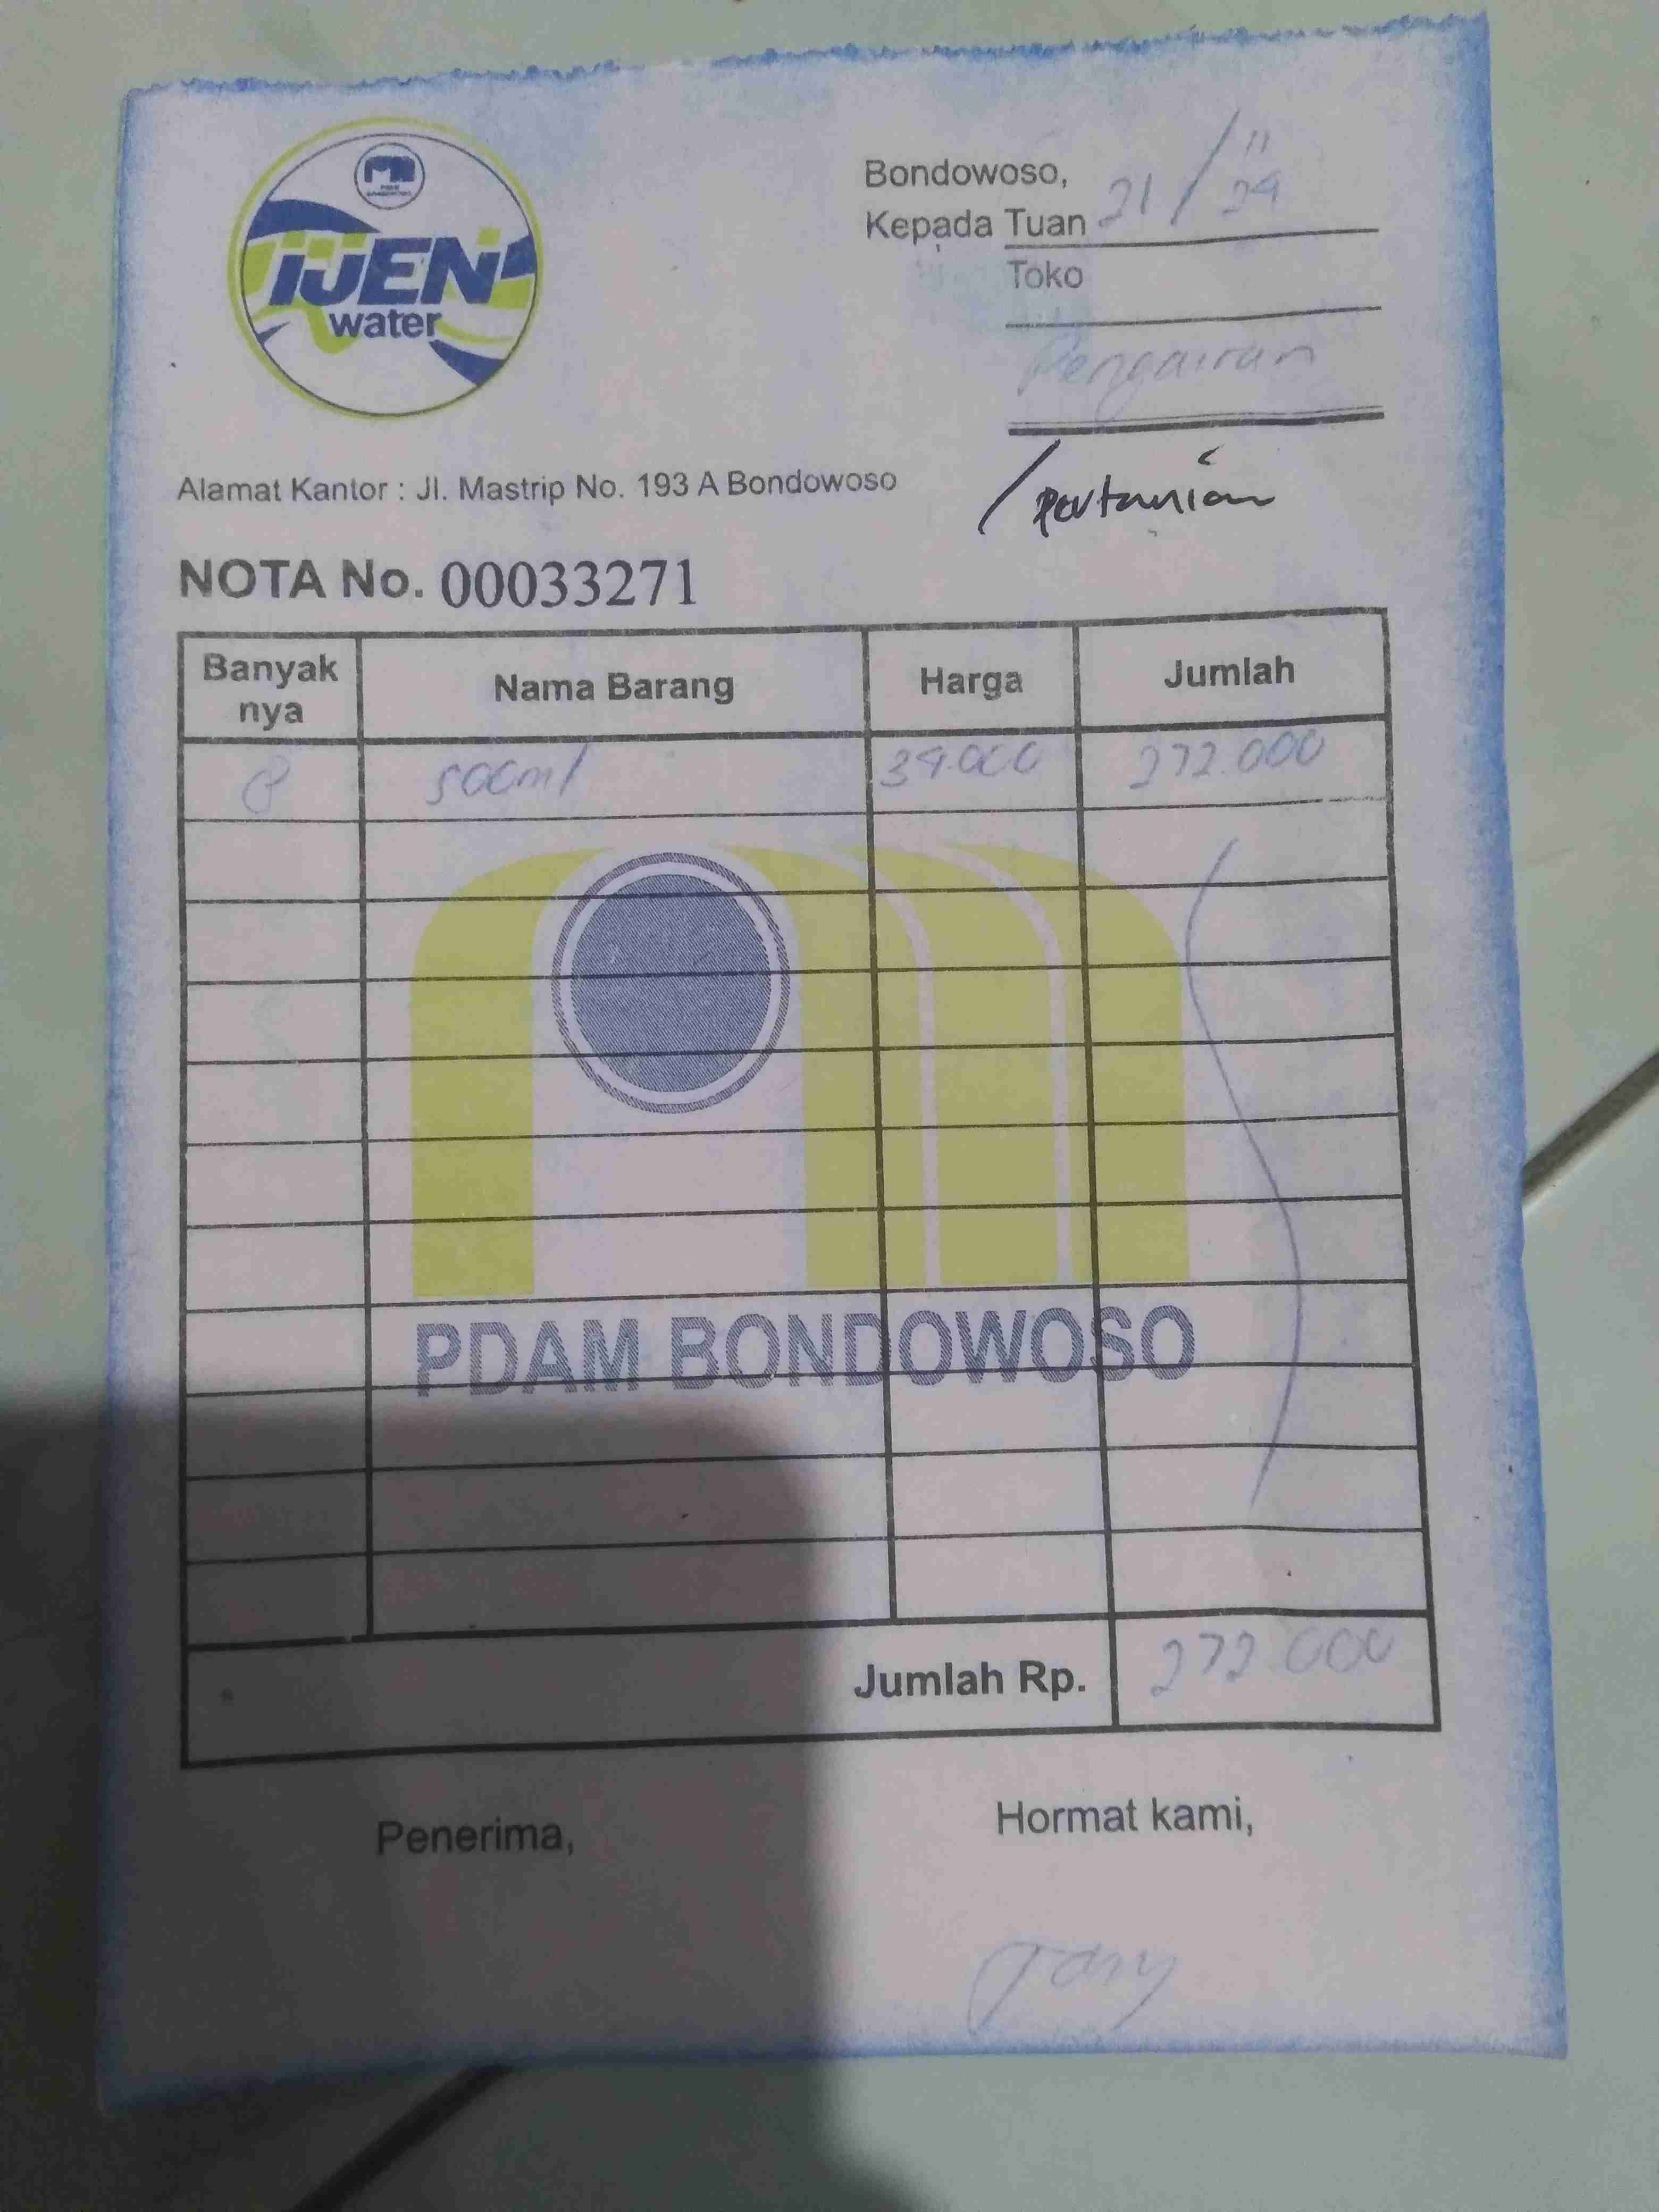 IJEN
water
Bondowoso, 21 / 11 24
Kepada Tuan
Toko
Pengairan
/ Pertanian
Alamat Kantor : Jl. Mastrip No. 193 A Bondowoso
NOTA No. 00033271
Banyak nya Nama Barang Harga Jumlah
8 500ml 34.000 272.000
PDAM BONDOWOSO
Jumlah Rp. 272.000
Penerima, Hormat kami,